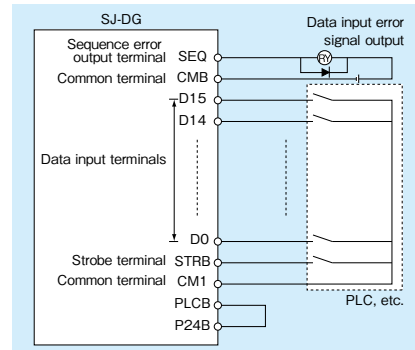 SJ-DG
Data input error
signal output
Sequence error
output terminal SEQ
RY
Common terminal CMB
D15
D14
Data input terminals
D0
Strobe terminal STRB
Common terminal CM1
PLCB
PLC, etc.
P24B